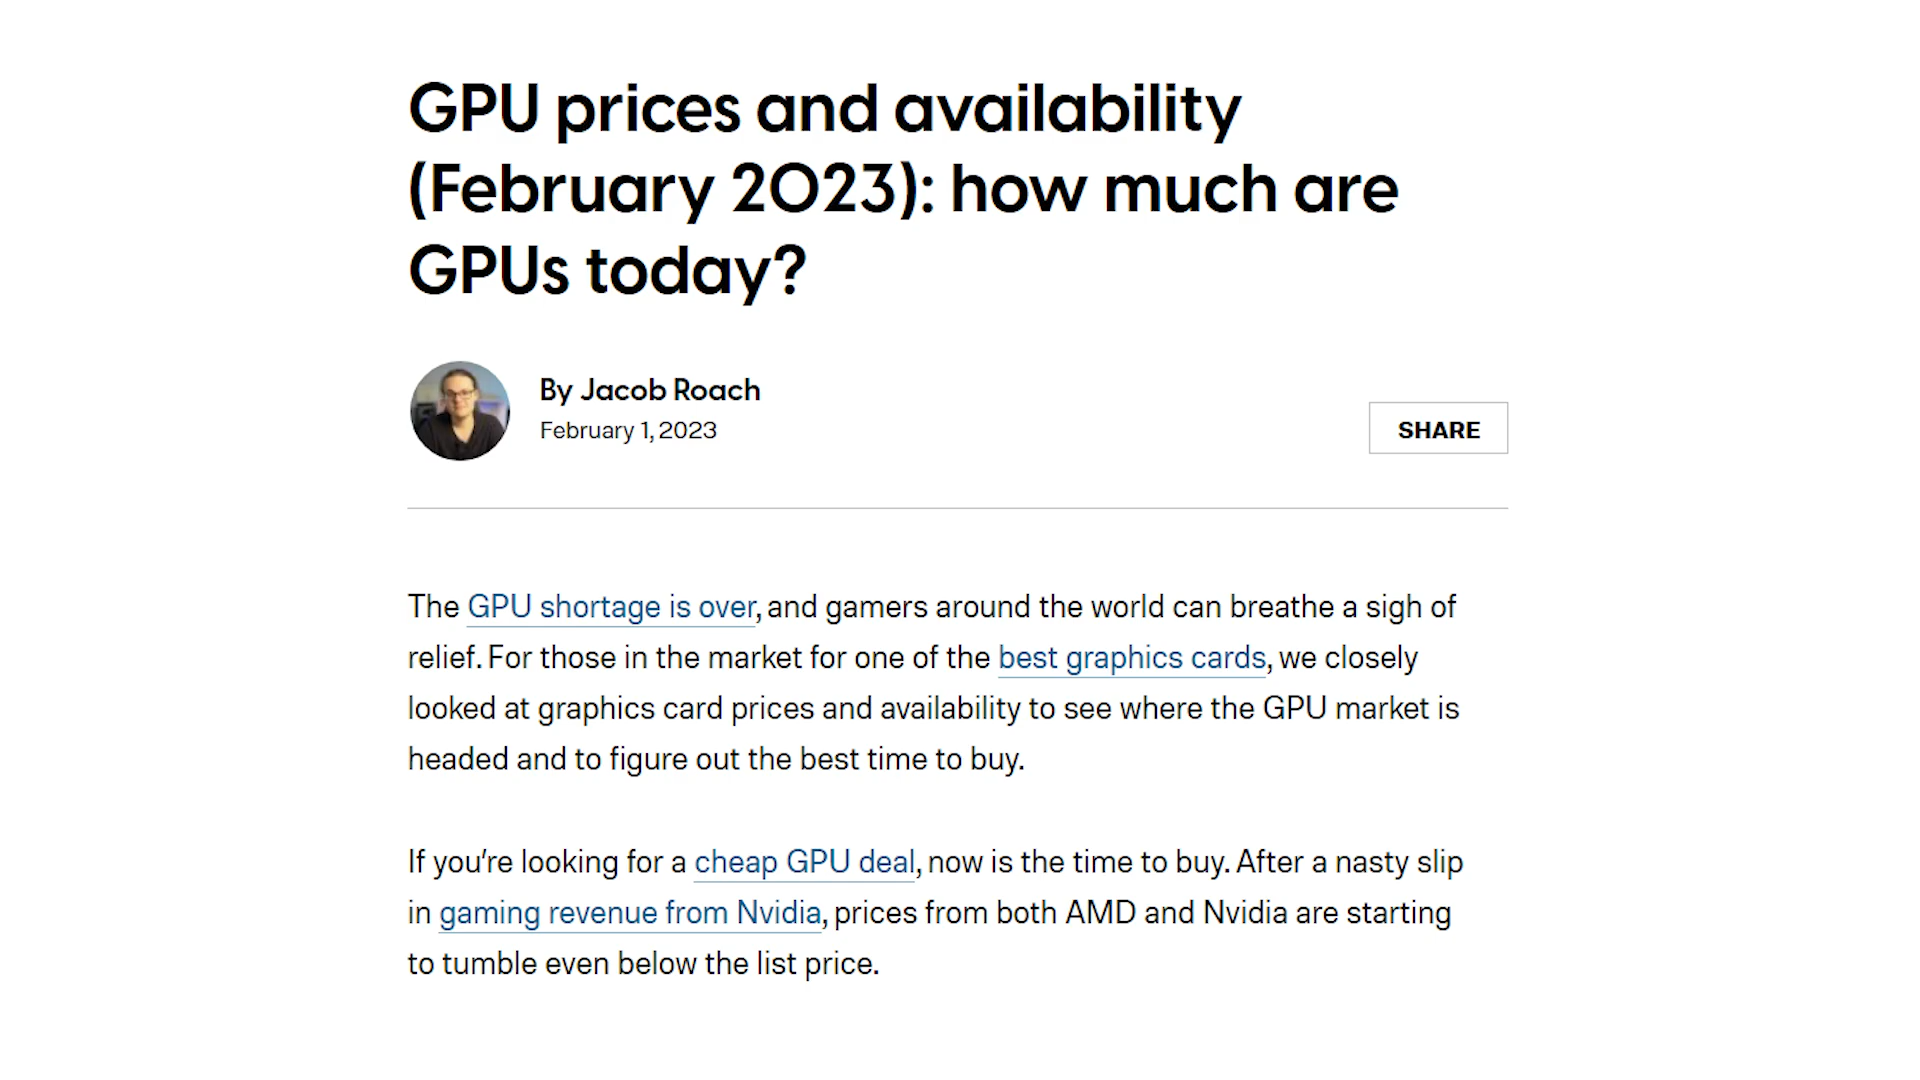 GPU prices and availability
(February 2023): how much are
GPUs today?
By Jacob Roach
February 1, 2023
SHARE
The GPU shortage is over, and gamers around the world can breathe a sigh of
relief. For those in the market for one of the best graphics cards, we closely
looked at graphics card prices and availability to see where the GPU market is
headed and to figure out the best time to buy.
If you’re looking for a cheap GPU deal, now is the time to buy. After a nasty slip
in gaming revenue from Nvidia, prices from both AMD and Nvidia are starting
to tumble even below the list price.